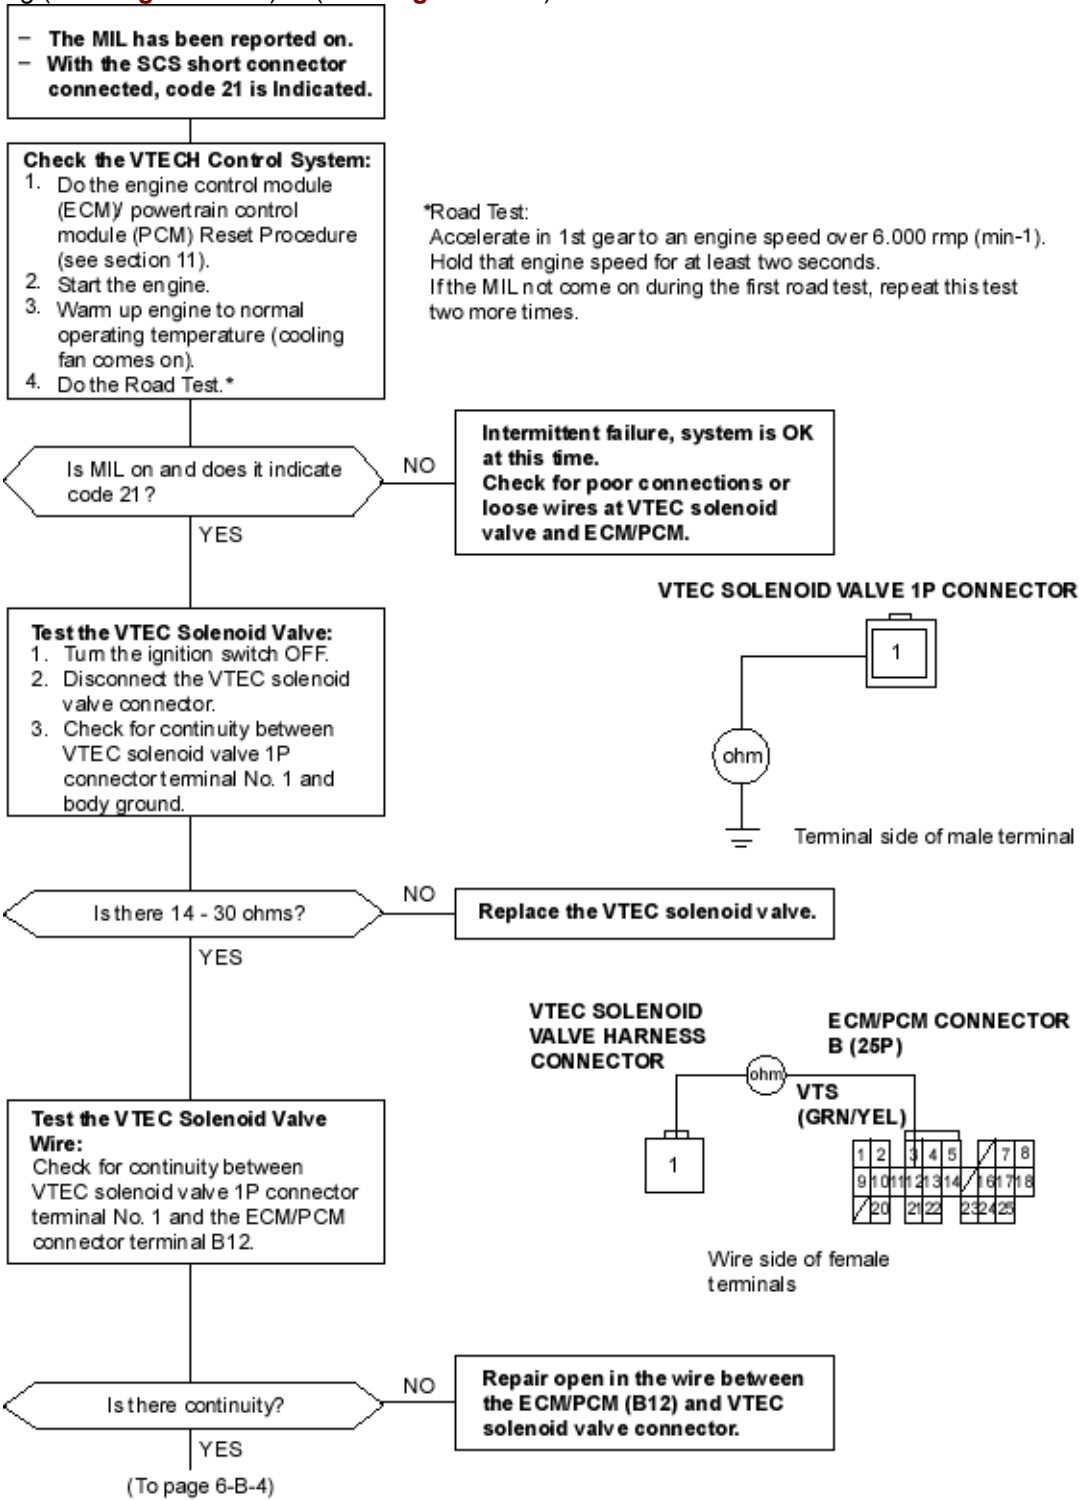 – The MIL has been reported on.
– With the SCS short connector
connected, code 21 is Indicated.
Check the VTECH Control System:
1. Do the engine control module
(ECM)/ powertrain control
module (PCM) Reset Procedure
(see section 11).
2. Start the engine.
3. Warm up engine to normal
operating temperature (cooling
fan comes on).
4. Do the Road Test.*
*Road Test:
Accelerate in 1st gear to an engine speed over 6.000 rmp (min-1).
Hold that engine speed for at least two seconds.
If the MIL not come on during the first road test, repeat this test
two more times.
Is MIL on and does it indicate
code 21?
NO
Intermittent failure, system is OK
at this time.
Check for poor connections or
loose wires at VTEC solenoid
valve and ECM/PCM.
YES
VTEC SOLENOID VALVE 1P CONNECTOR
1
ohm
Terminal side of male terminal
Test the VTEC Solenoid Valve:
1. Turn the ignition switch OFF.
2. Disconnect the VTEC solenoid
valve connector.
3. Check for continuity between
VTEC solenoid valve 1P
connector terminal No. 1 and
body ground.
Is there 14 - 30 ohms?
NO
Replace the VTEC solenoid valve.
YES
VTEC SOLENOID
VALVE HARNESS
CONNECTOR
ohm
ECM/PCM CONNECTOR
B (25P)
VTS
(GRN/YEL)
1
1 2 3 4 5 7 8
9 10 11 12 13 14 16 17 18
20 21 22 23 24 25
Wire side of female
terminals
Test the VTEC Solenoid Valve
Wire:
Check for continuity between
VTEC solenoid valve 1P connector
terminal No. 1 and the ECM/PCM
connector terminal B12.
Is there continuity?
NO
Repair open in the wire between
the ECM/PCM (B12) and VTEC
solenoid valve connector.
YES
(To page 6-B-4)